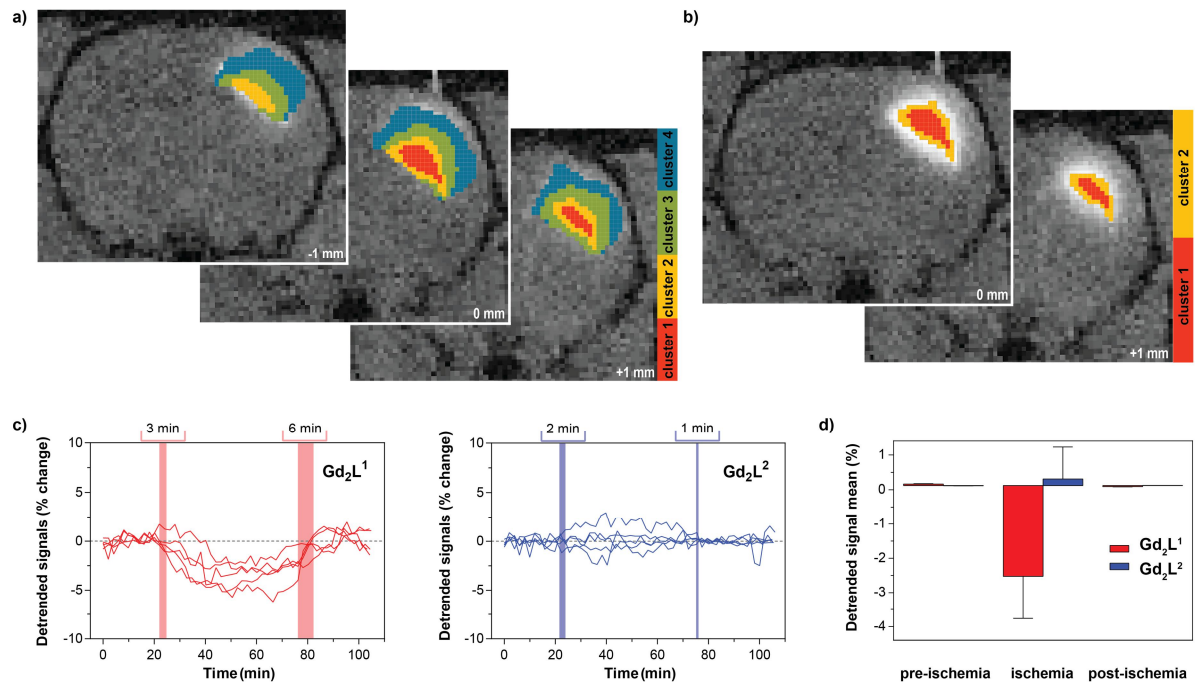 a)
-1 mm
0 mm
+1 mm
cluster 1 cluster 2 cluster 3 cluster 4
b)
0 mm
+1 mm
cluster 1 cluster 2
c)
3 min 6 min
Gd₂L¹
Detrended signals (% change)
10
5
0
-5
-10
0 20 40 60 80 100
Time (min)
2 min 1 min
Gd₂L²
Detrended signals (% change)
10
5
0
-5
-10
0 20 40 60 80 100
Time (min)
d)
Detrended signal mean (%)
1
0
-1
-2
-3
-4
Gd₂L¹
Gd₂L²
pre-ischemia ischemia post-ischemia